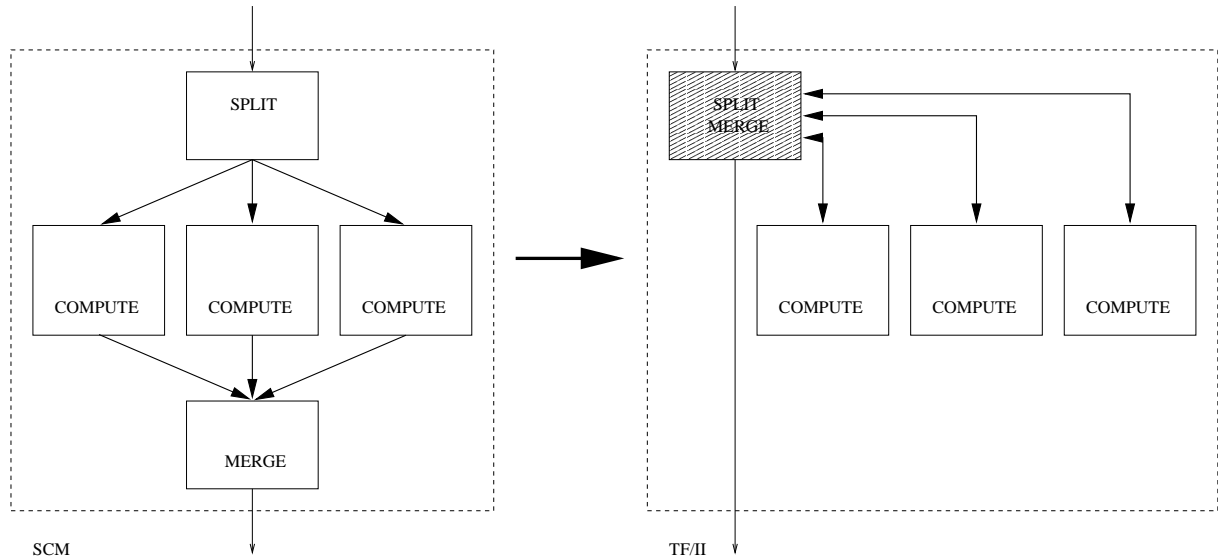 SPLIT
COMPUTE
COMPUTE
COMPUTE
MERGE
SCM
SPLIT
MERGE
COMPUTE
COMPUTE
COMPUTE
TF/II